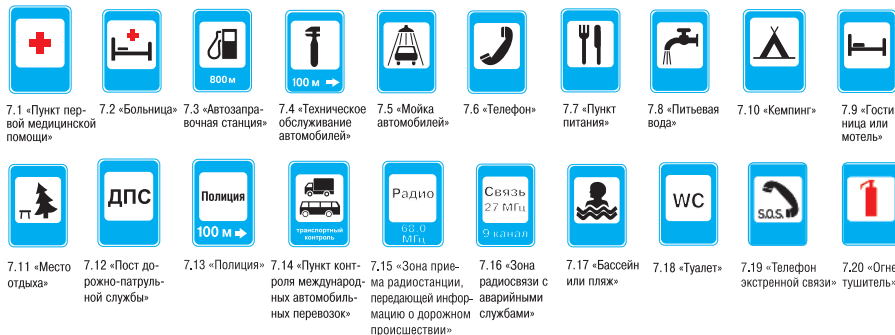 800 м
100 м
7.1 «Пункт пер-
вой медицинской
помощи»
7.2 «Больница»
7.3 «Автозапра-
вочная станция»
7.4 «Техническое
обслуживание
автомобилей»
7.5 «Мойка
автомобилей»
7.6 «Телефон»
7.7 «Пункт
питания»
7.8 «Питьевая
вода»
7.10 «Кемпинг»
7.9 «Гости
ница или
мотель»
ДПС
Полиция
100 м
транспортный
контроль
Радио
68.0
МГц
Связь
27 МГц
9 канал
WC
S.O.S.
7.11 «Место
отдыха»
7.12 «Пост до-
рожно-патруль-
ной службы»
7.13 «Полиция»
7.14 «Пункт конт-
роля международ-
ных автомобиль-
ных перевозок»
7.15 «Зона прие-
ма радиостанции,
передающей инфор-
мацию о дорожном
происшествии»
7.16 «Зона
радиосвязи с
аварийными
службами»
7.17 «Бассейн
или пляж»
7.18 «Туалет»
7.19 «Телефон
экстренной связи»
7.20 «Огне
тушитель»